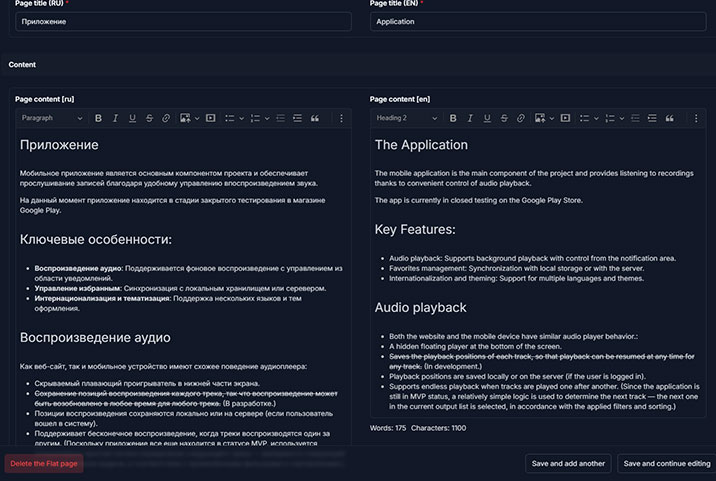 Page title (RU) *
Приложение
Page title (EN) *
Application
Content
Page content [ru]
Paragraph
Приложение
Мобильное приложение является основным компонентом проекта и обеспечивает
прослушивание записей благодаря удобному управлению впоспроизведением звука.
На данный момент приложение находится в стадии закрытого тестирования в магазине
Google Play.
Ключевые особенности:
Воспроизведение аудио: Поддерживается фоновое воспроизведение с управлением из
области уведомлений.
Управление избранным: Синхронизация с локальным хранилищем или сервером.
Интернационализация и тематизация: Поддержка нескольких языков и тем
оформления.
Воспроизведение аудио
Как веб-сайт, так и мобильное устройство имеют схожее поведение аудиоплеера:
Скрываемый плавающий проигрыватель в нижней части экрана.
Сохранение позиций воспроизведения каждого трека, так что воспроизведение может
быть возобновлено в любое время для любого трека. (В разработке.)
Позиции воспроизведения сохраняются локально или на сервере (если пользователь
вошел в систему).
Поддерживает бесконечное воспроизведение, когда треки воспроизводятся один за
другим. (Поскольку приложение все еще находится в статусе MVP, используется
Page content [en]
Heading 2
The Application
The mobile application is the main component of the project and provides listening to recordings
thanks to convenient control of audio playback.
The app is currently in closed testing on the Google Play Store.
Key Features:
Audio playback: Supports background playback with control from the notification area.
Favorites management: Synchronization with local storage or with the server.
Internationalization and theming: Support for multiple languages and themes.
Audio playback
Both the website and the mobile device have similar audio player behavior.:
A hidden floating player at the bottom of the screen.
Saves the playback positions of each track, so that playback can be resumed at any time for
any track. (In development.)
Playback positions are saved locally or on the server (if the user is logged in).
Supports endless playback when tracks are played one after another. (Since the application is
still in MVP status, a relatively simple logic is used to determine the next track — the next one
in the current output list is selected, in accordance with the applied filters and sorting.)
Words: 175 Characters: 1100
Delete the Flat page
Save and add another
Save and continue editing